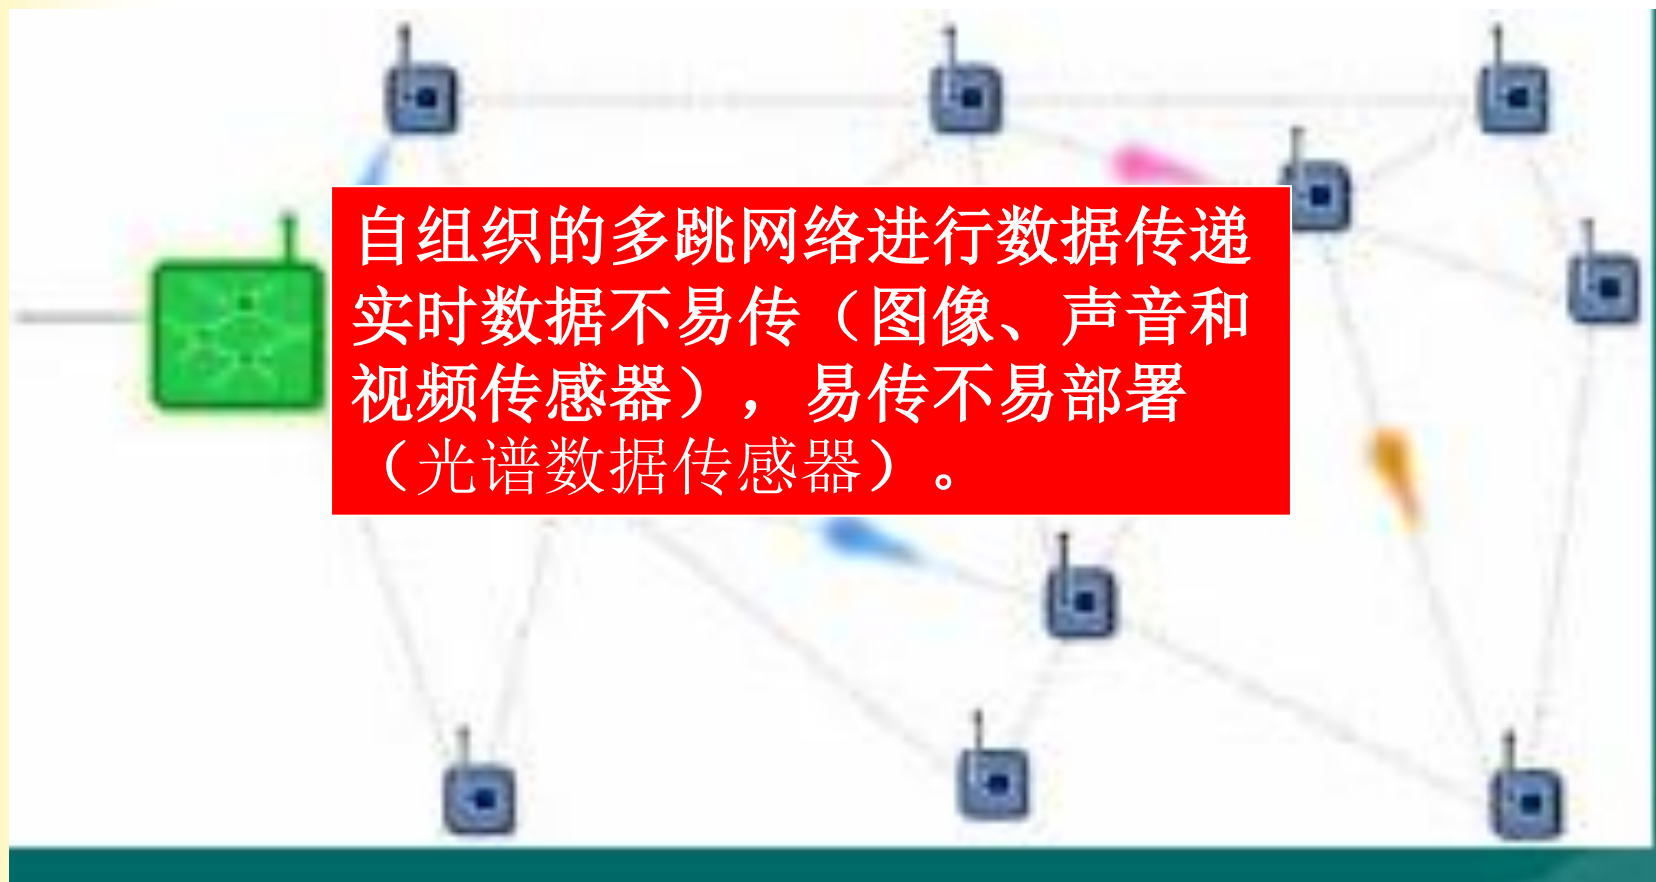 自组织的多跳网络进行数据传递
实时数据不易传（图像、声音和
视频传感器），易传不易部署
（光谱数据传感器）。